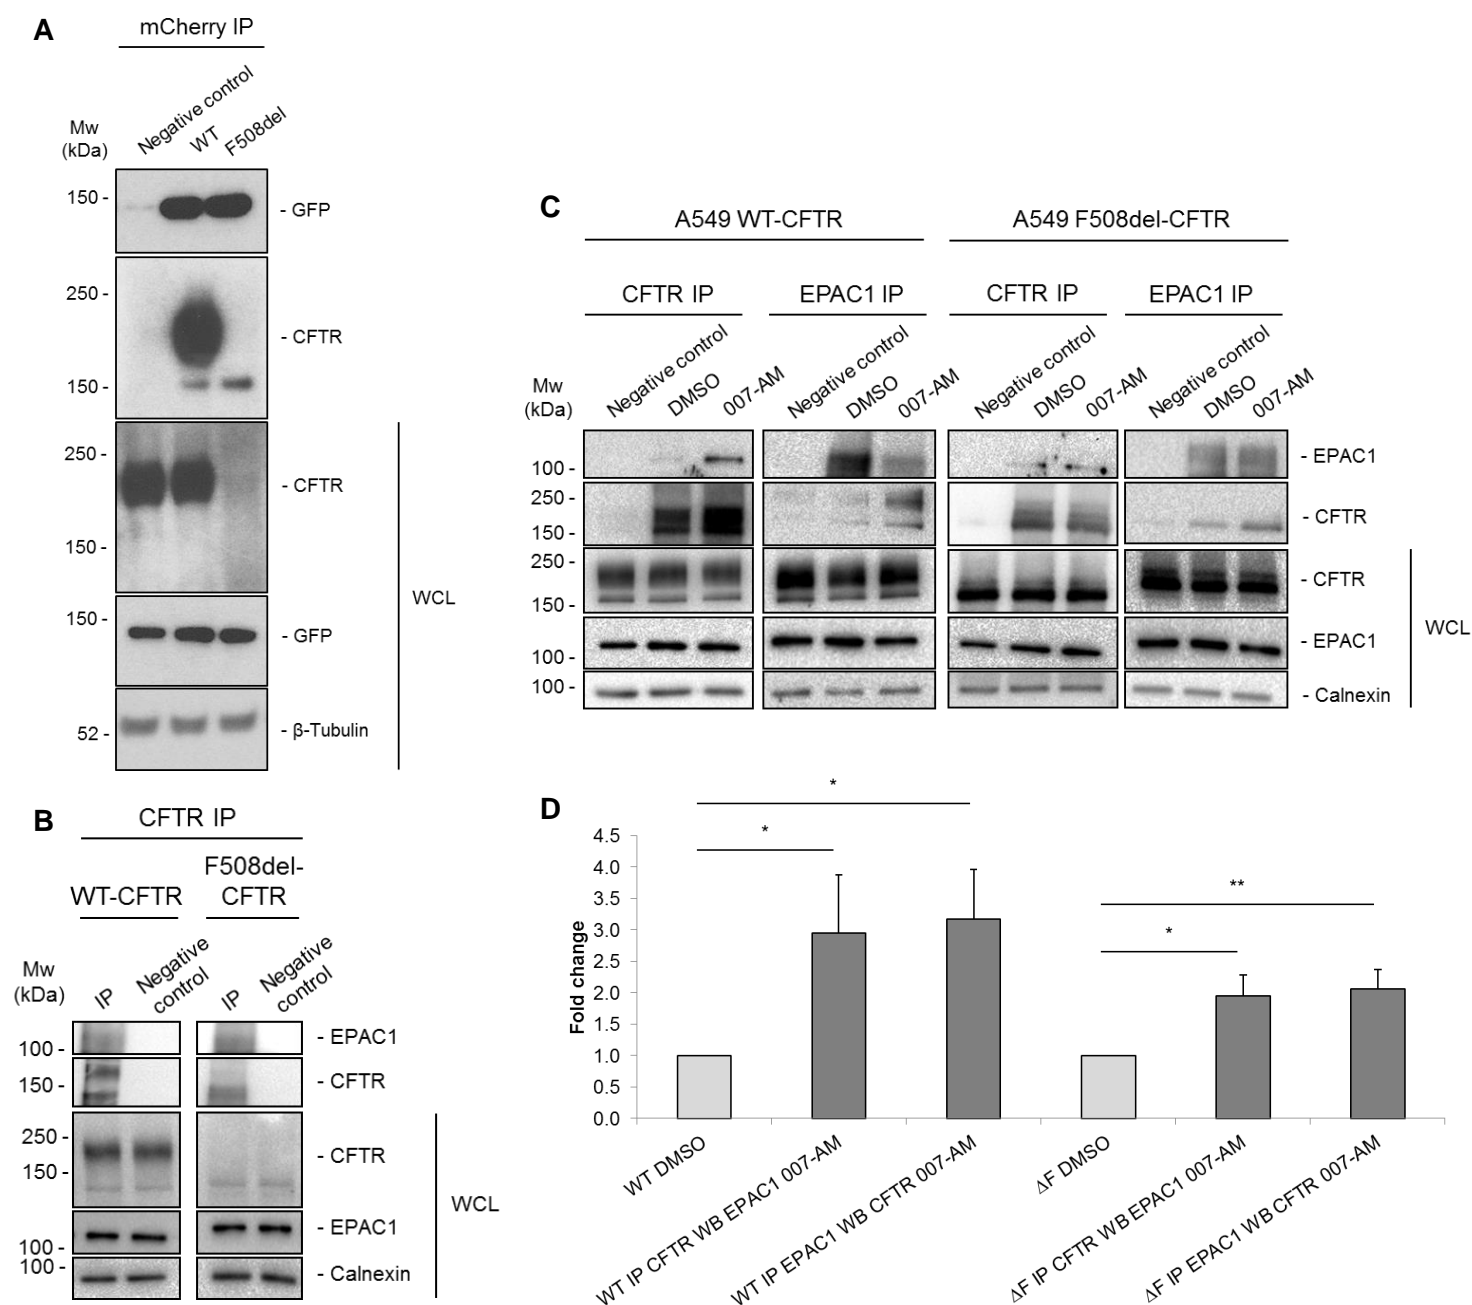 A
mCherry IP
Negative control
WT
F508del
Mw
(kDa)
150 -
- GFP
250 -
- CFTR
150 -
250 -
- CFTR
150 -
WCL
150 -
- GFP
52 -
- β-Tubulin
B
CFTR IP
WT-CFTR
F508del-
CFTR
Mw
(kDa)
IP
Negative
control
IP
Negative
control
100 -
- EPAC1
150 -
- CFTR
250 -
150 -
- CFTR
WCL
- EPAC1
100 -
100 -
- Calnexin
C
A549 WT-CFTR
A549 F508del-CFTR
CFTR IP
EPAC1 IP
CFTR IP
EPAC1 IP
Mw
(kDa)
Negative control
DMSO
007-AM
Negative control
DMSO
007-AM
Negative control
DMSO
007-AM
Negative control
DMSO
007-AM
100 -
- EPAC1
250 -
150 -
- CFTR
250 -
150 -
- CFTR
WCL
100 -
- EPAC1
100 -
- Calnexin
D
*
*
**
*
Fold change
4.5
4.0
3.5
3.0
2.5
2.0
1.5
1.0
0.5
0.0
WT DMSO
WT IP CFTR WB EPAC1 007-AM
WT IP EPAC1 WB CFTR 007-AM
ΔF DMSO
ΔF IP CFTR WB EPAC1 007-AM
ΔF IP EPAC1 WB CFTR 007-AM